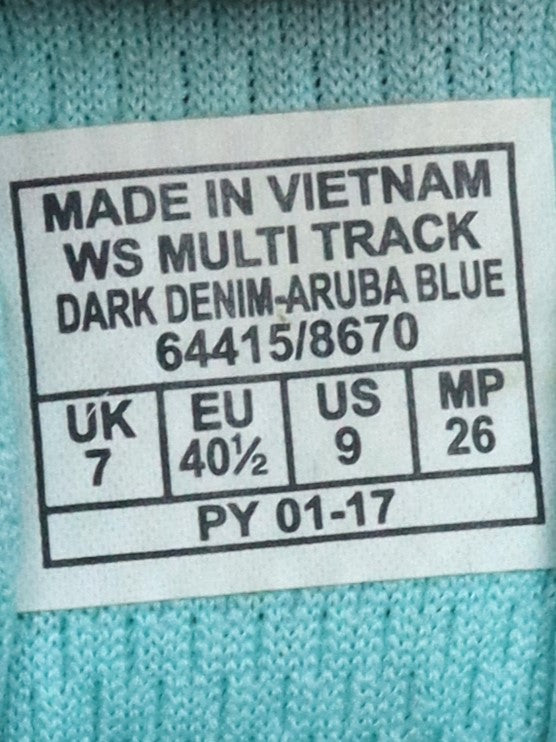 MADE IN VIETNAM
WS MULTI TRACK
DARK DENIM-ARUBA BLUE
64415/8670
UK EU US MP
7 40½ 9 26
PY 01-17